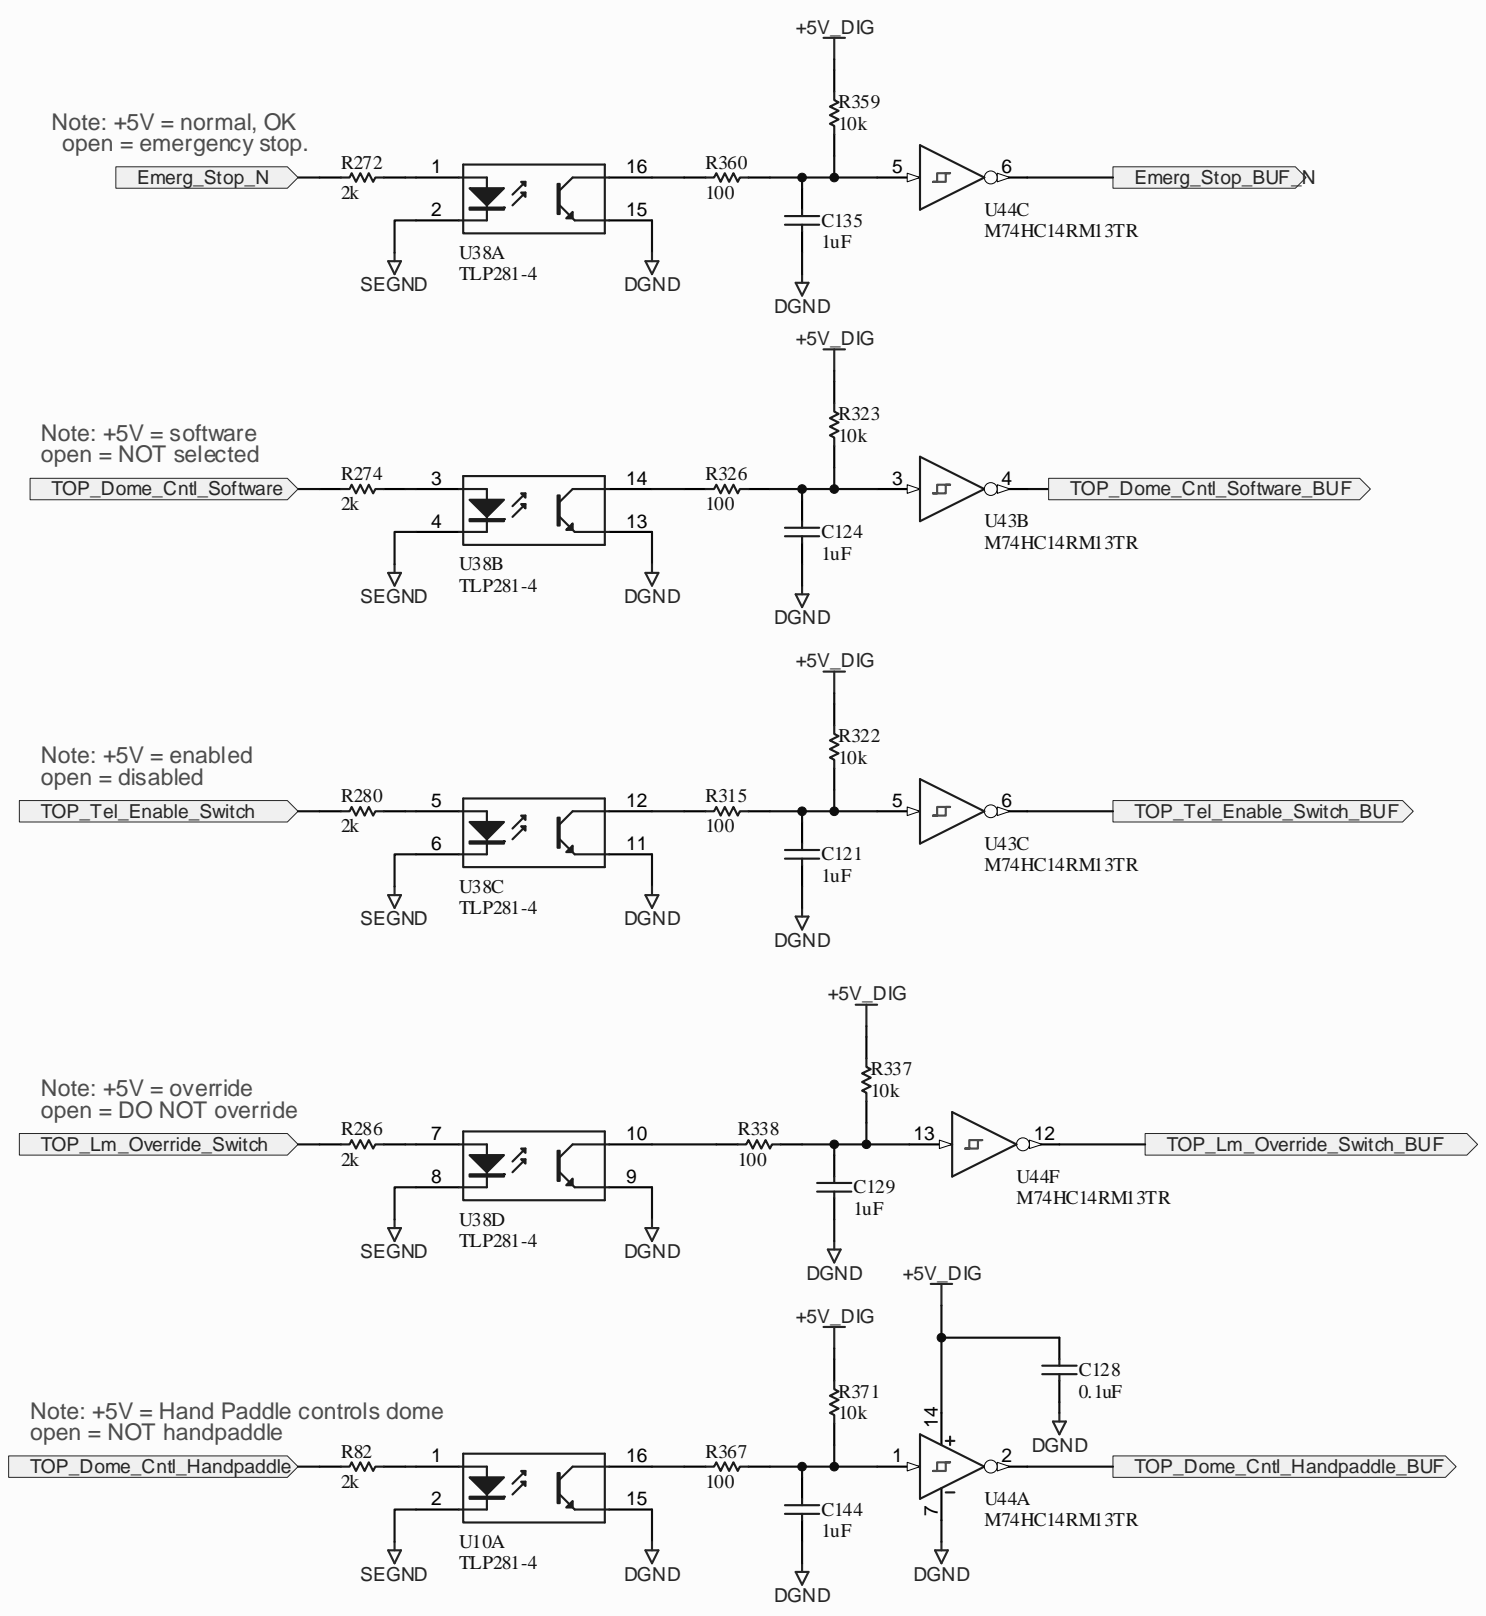 +5V_DIG
R359
10k
Note: +5V = normal, OK
open = emergency stop.
Emerg_Stop_N
R272
2k
1
2
16
15
R360
100
5
6
Emerg_Stop_BUF_N
C135
1uF
U44C
M74HC14RM13TR
U38A
TLP281-4
SEGND
DGND
DGND
+5V_DIG
R323
10k
Note: +5V = software
open = NOT selected
TOP_Dome_Cntl_Software
R274
2k
3
4
14
13
R326
100
3
4
TOP_Dome_Cntl_Software_BUF
C124
1uF
U43B
M74HC14RM13TR
U38B
TLP281-4
SEGND
DGND
DGND
+5V_DIG
R322
10k
Note: +5V = enabled
open = disabled
TOP_Tel_Enable_Switch
R280
2k
5
6
12
11
R315
100
5
6
TOP_Tel_Enable_Switch_BUF
C121
1uF
U43C
M74HC14RM13TR
U38C
TLP281-4
SEGND
DGND
DGND
+5V_DIG
R337
10k
Note: +5V = override
open = DO NOT override
TOP_Lm_Override_Switch
R286
2k
7
8
10
9
R338
100
13
12
TOP_Lm_Override_Switch_BUF
C129
1uF
U44F
M74HC14RM13TR
U38D
TLP281-4
SEGND
DGND
DGND
+5V_DIG
+5V_DIG
C128
0.1uF
DGND
R371
10k
Note: +5V = Hand Paddle controls dome
open = NOT handpaddle
TOP_Dome_Cntl_Handpaddle
R82
2k
1
2
16
15
R367
100
1
14
+
2
7
−
TOP_Dome_Cntl_Handpaddle_BUF
C144
1uF
U44A
M74HC14RM13TR
U10A
TLP281-4
SEGND
DGND
DGND
DGND